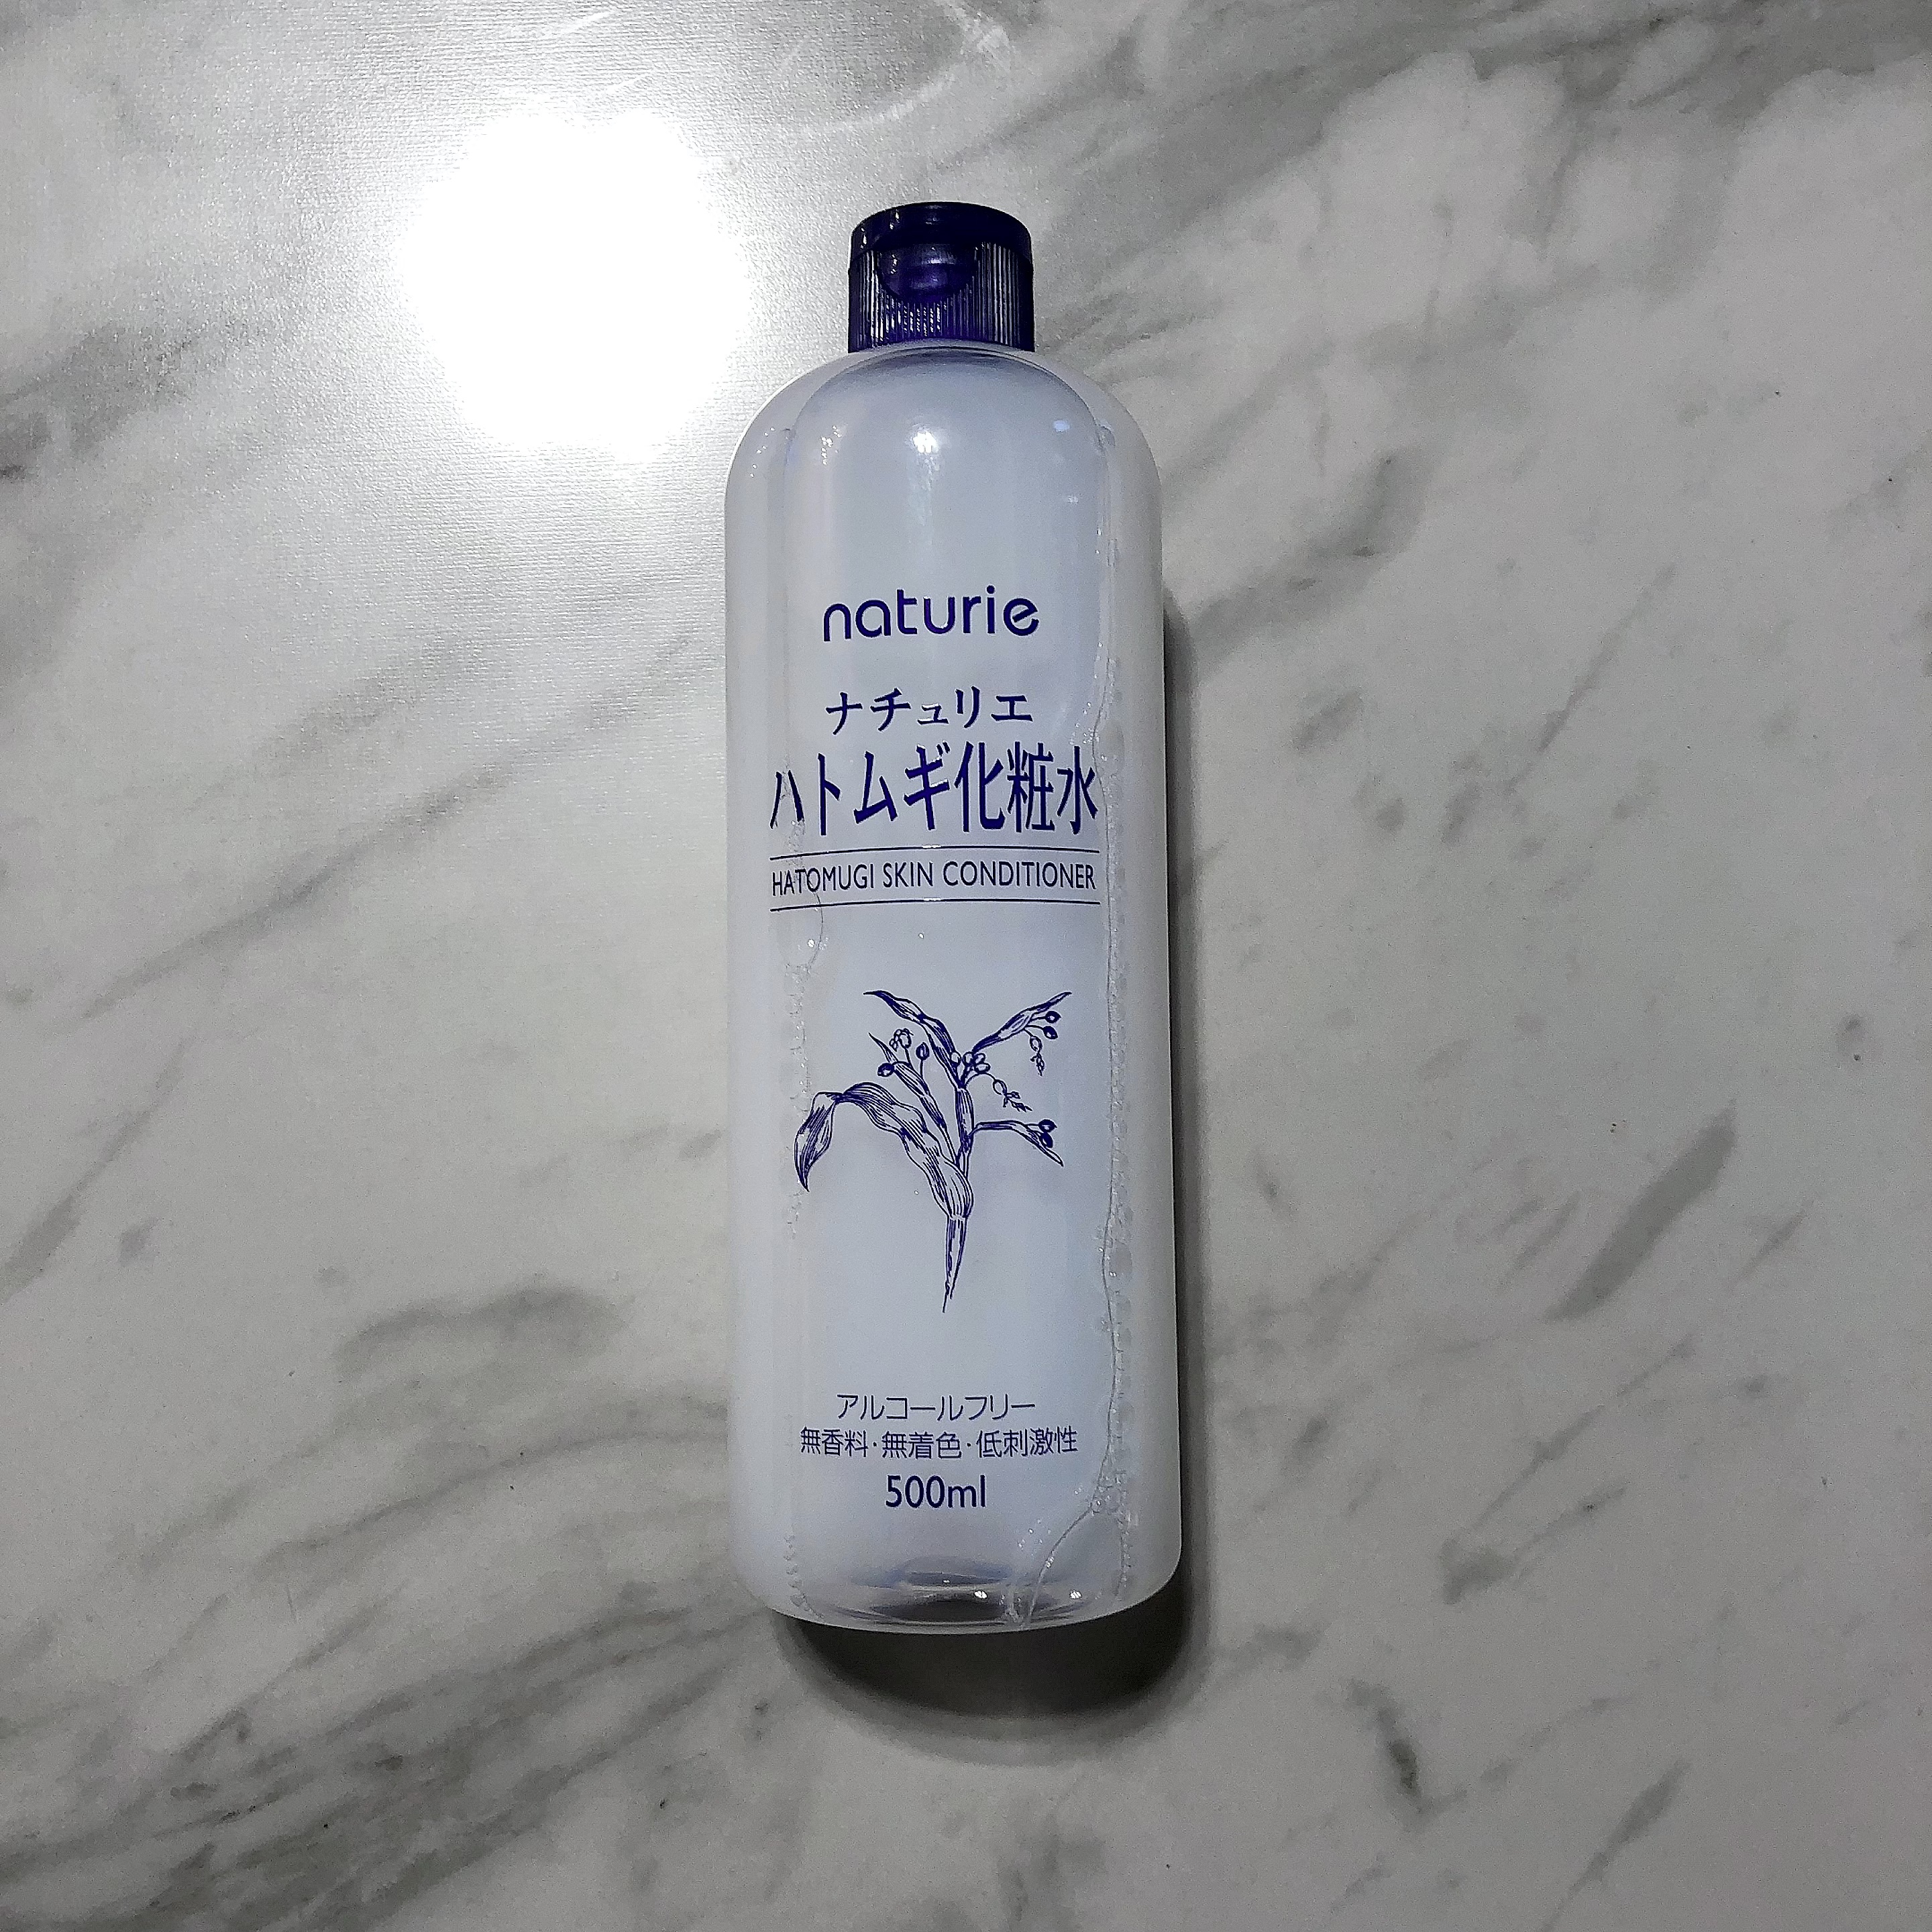 naturie
ナチュリエ
ハトムギ化粧水
HATOMUGI SKIN CONDITIONER
アルコールフリー
無香料・無着色・低刺激性
500ml